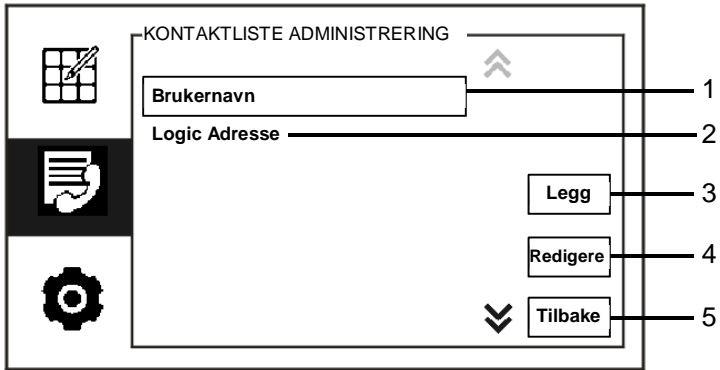 KONTAKTLISTE ADMINISTRERING
Brukernavn
1
Logic Adresse
2
Legg
3
Redigere
4
Tilbake
5